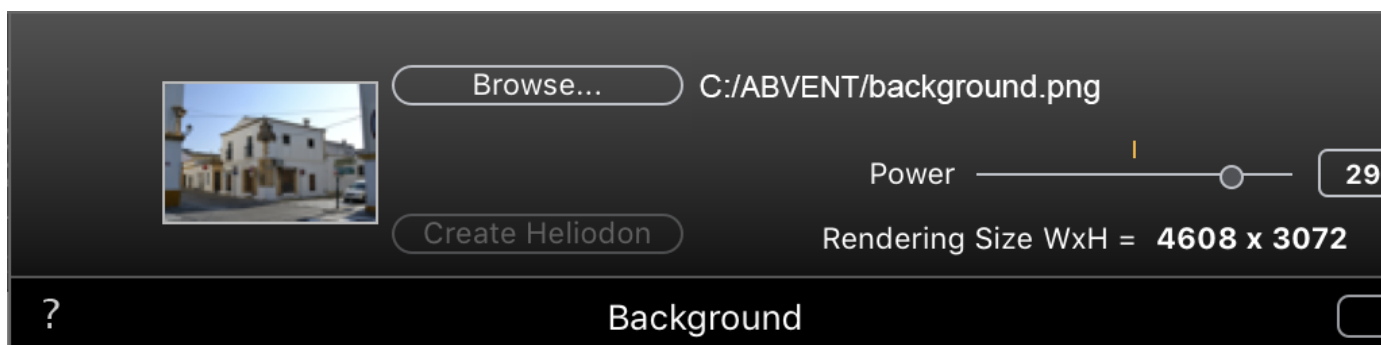 Browse... C:/ABVENT/background.png
Power 29
Create Heliodon Rendering Size WxH = 4608 x 3072
? Background